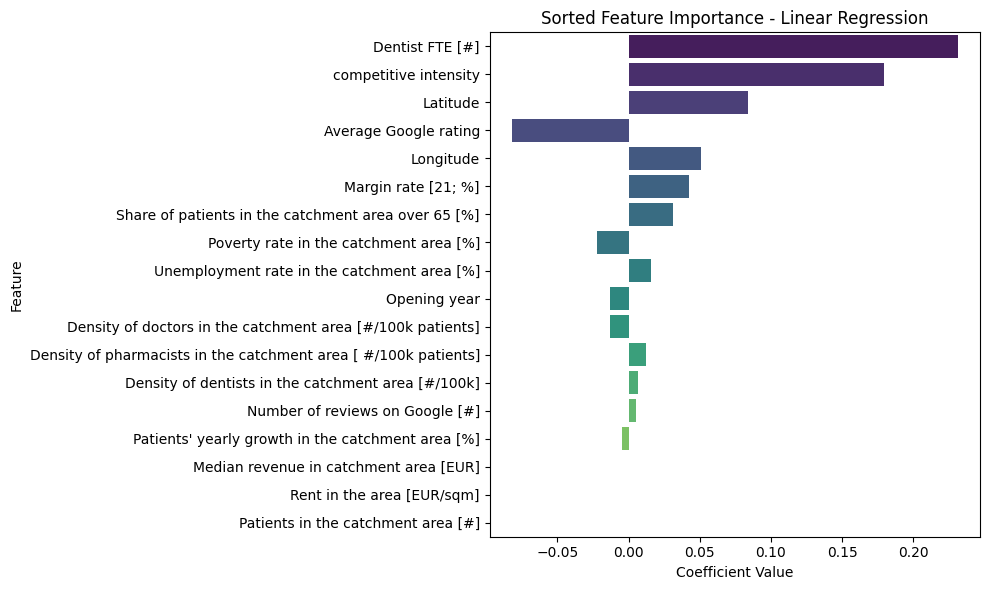 Sorted Feature Importance - Linear Regression
Feature
Dentist FTE [#]
competitive intensity
Latitude
Average Google rating
Longitude
Margin rate [21; %]
Share of patients in the catchment area over 65 [%]
Poverty rate in the catchment area [%]
Unemployment rate in the catchment area [%]
Opening year
Density of doctors in the catchment area [#/100k patients]
Density of pharmacists in the catchment area [ #/100k patients]
Density of dentists in the catchment area [#/100k]
Number of reviews on Google [#]
Patients' yearly growth in the catchment area [%]
Median revenue in catchment area [EUR]
Rent in the area [EUR/sqm]
Patients in the catchment area [#]
−0.05 0.00 0.05 0.10 0.15 0.20
Coefficient Value